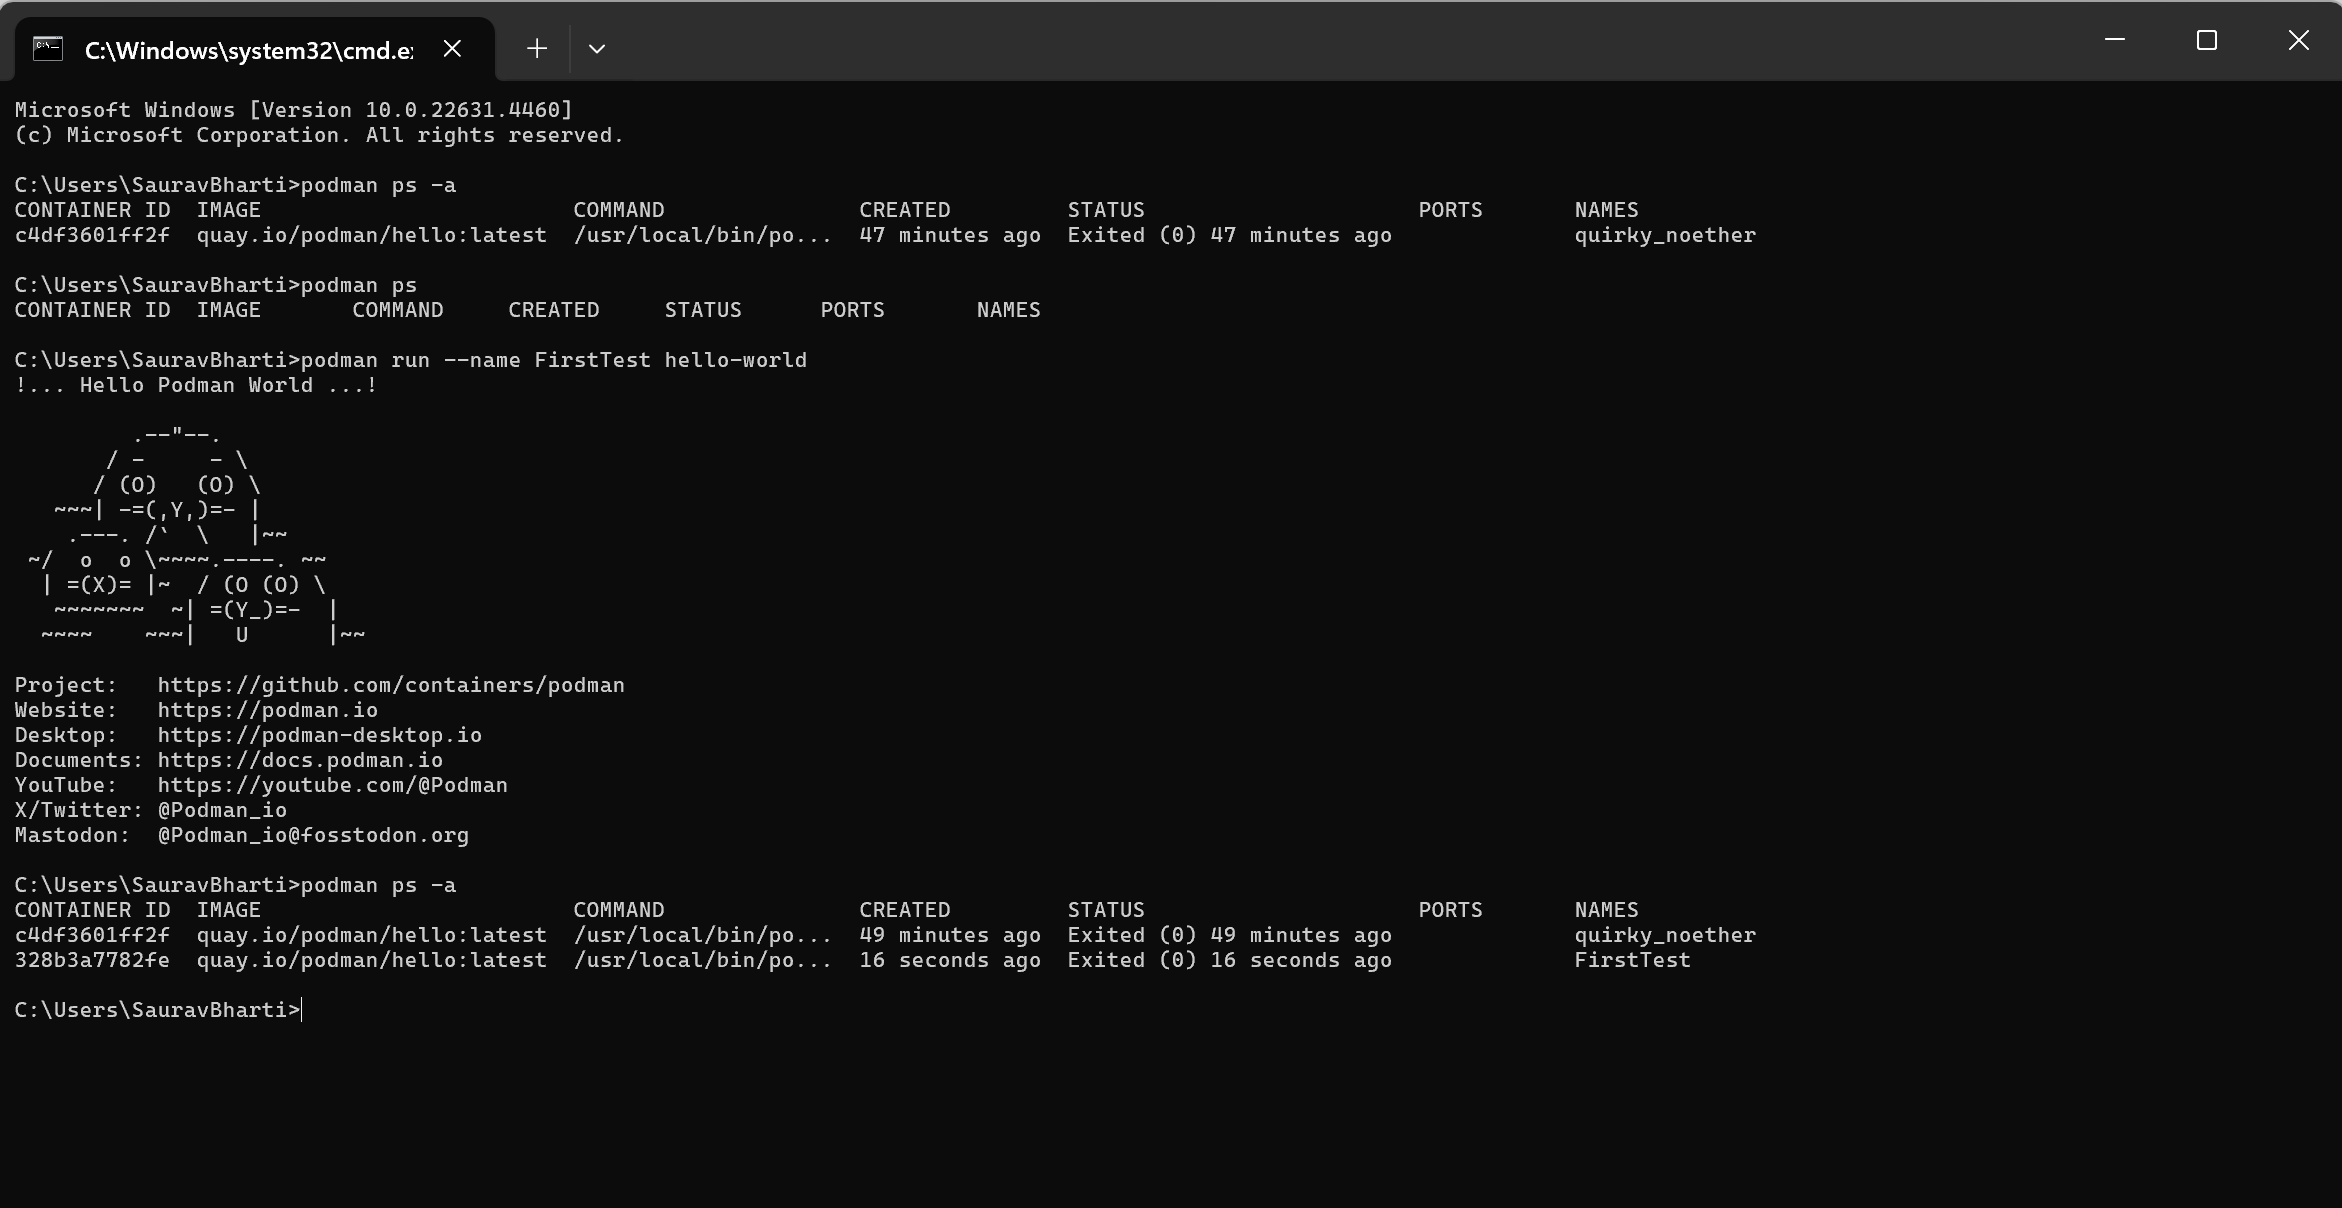 C:\Windows\system32\cmd.e
Microsoft Windows [Version 10.0.22631.4460]
(c) Microsoft Corporation. All rights reserved.

C:\Users\SauravBharti>podman ps -a
CONTAINER ID  IMAGE                        COMMAND               CREATED         STATUS                     PORTS       NAMES
c4df3601ff2f  quay.io/podman/hello:latest  /usr/local/bin/po...  47 minutes ago  Exited (0) 47 minutes ago              quirky_noether

C:\Users\SauravBharti>podman ps
CONTAINER ID  IMAGE       COMMAND     CREATED     STATUS      PORTS       NAMES

C:\Users\SauravBharti>podman run --name FirstTest hello-world
!... Hello Podman World ...!

         .--"--.
       / -     - \
      / (O)   (O) \
   ~~~| -=(,Y,)=- |
    .---. /`  \   |~~
 ~/  o  o \~~~~.----. ~~
  | =(X)= |~  / (O (O) \
   ~~~~~~~  ~| =(Y_)=-  |
  ~~~~    ~~~|   U      |~~

Project:   https://github.com/containers/podman
Website:   https://podman.io
Desktop:   https://podman-desktop.io
Documents: https://docs.podman.io
YouTube:   https://youtube.com/@Podman
X/Twitter: @Podman_io
Mastodon:  @Podman_io@fosstodon.org

C:\Users\SauravBharti>podman ps -a
CONTAINER ID  IMAGE                        COMMAND               CREATED         STATUS                     PORTS       NAMES
c4df3601ff2f  quay.io/podman/hello:latest  /usr/local/bin/po...  49 minutes ago  Exited (0) 49 minutes ago              quirky_noether
328b3a7782fe  quay.io/podman/hello:latest  /usr/local/bin/po...  16 seconds ago  Exited (0) 16 seconds ago              FirstTest

C:\Users\SauravBharti>